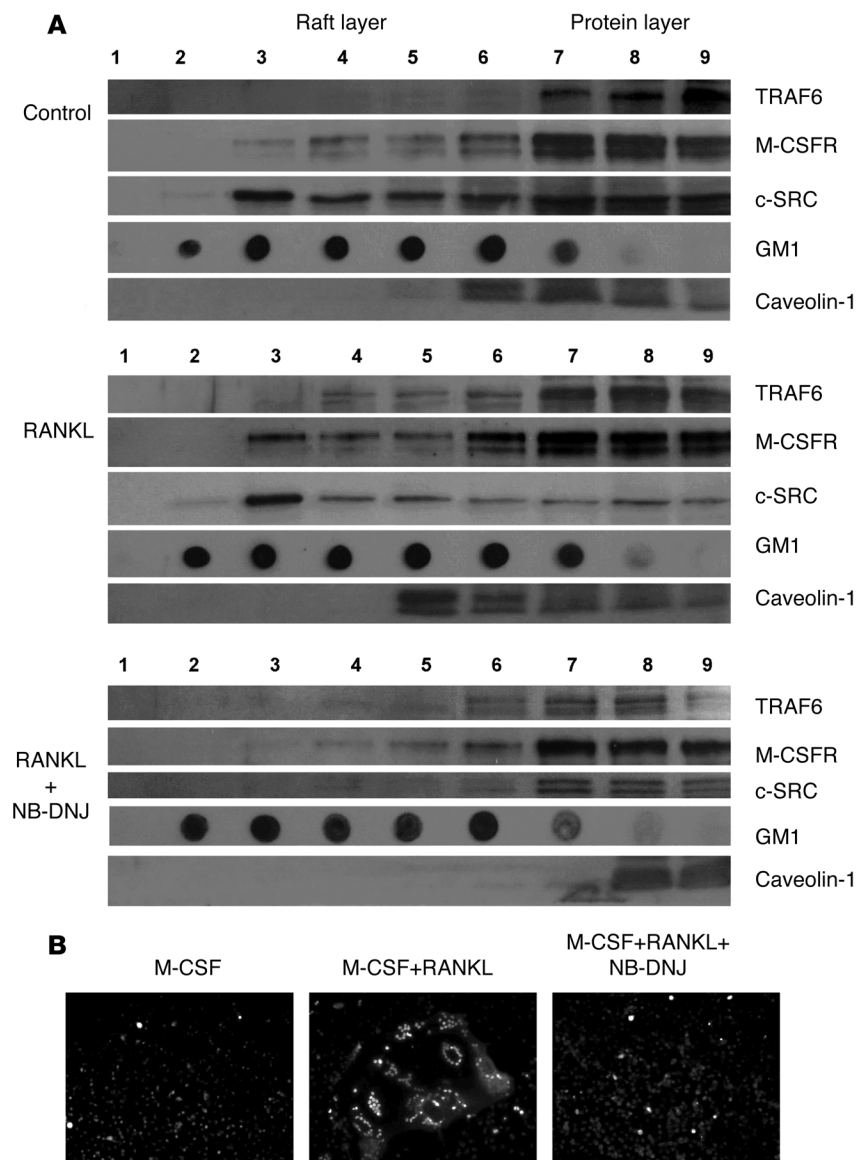 A
Raft layer Protein layer
1 2 3 4 5 6 7 8 9
Control
TRAF6
M-CSFR
c-SRC
GM1
Caveolin-1
1 2 3 4 5 6 7 8 9
RANKL
TRAF6
M-CSFR
c-SRC
GM1
Caveolin-1
1 2 3 4 5 6 7 8 9
RANKL
+
NB-DNJ
TRAF6
M-CSFR
c-SRC
GM1
Caveolin-1
B
M-CSF
M-CSF+RANKL
M-CSF+RANKL+
NB-DNJ